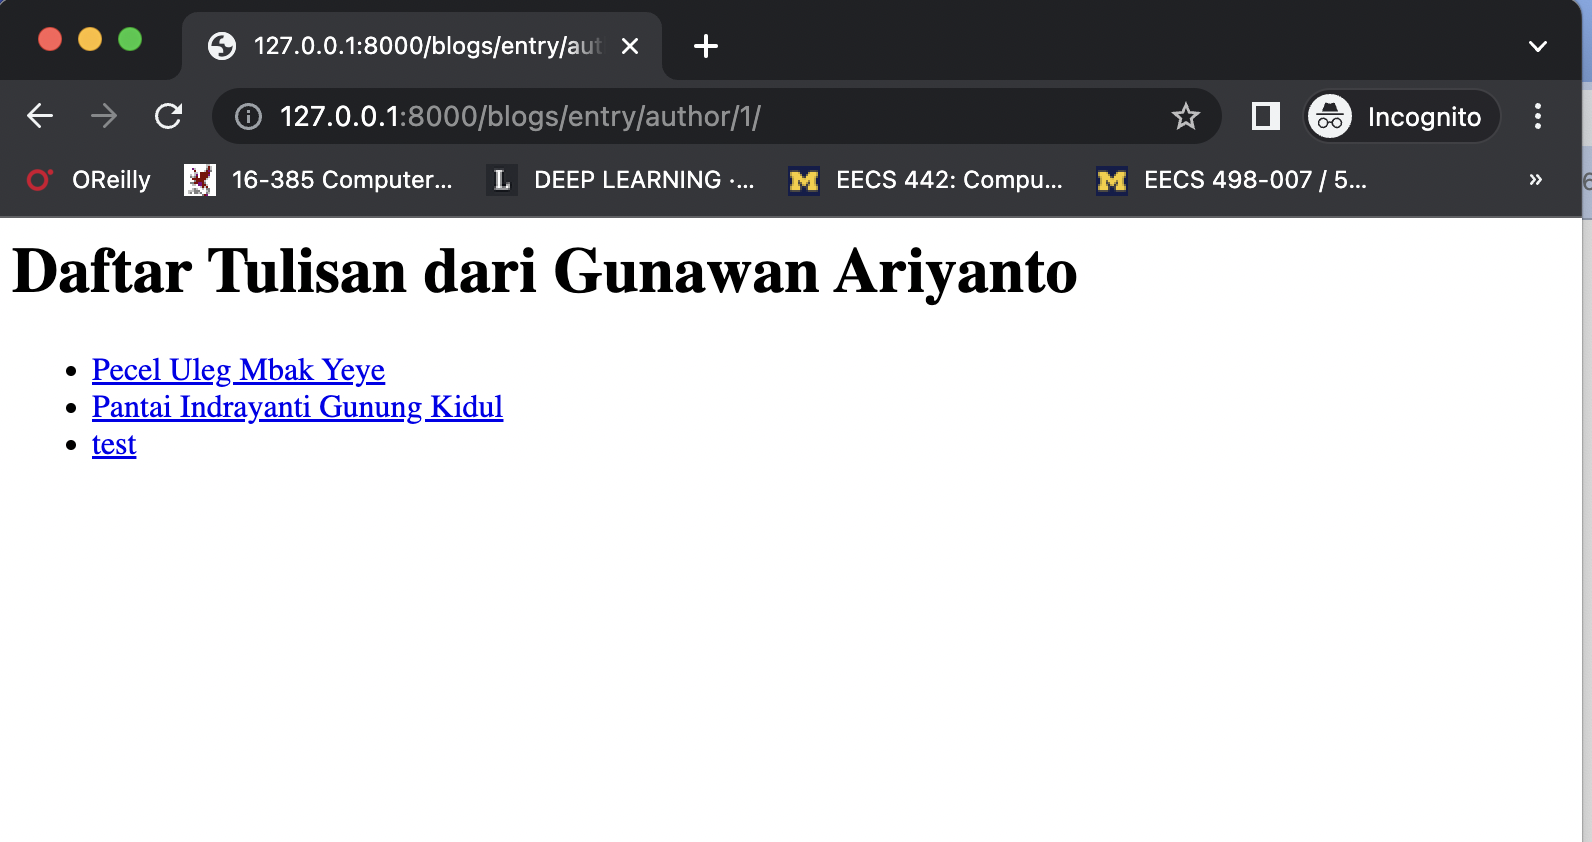 127.0.0.1:8000/blogs/entry/aut
127.0.0.1:8000/blogs/entry/author/1/
Incognito
OReilly
16-385 Computer...
L
DEEP LEARNING ·...
M
EECS 442: Compu...
M
EECS 498-007 / 5...
»
Daftar Tulisan dari Gunawan Ariyanto
• Pecel Uleg Mbak Yeye
• Pantai Indrayanti Gunung Kidul
• test